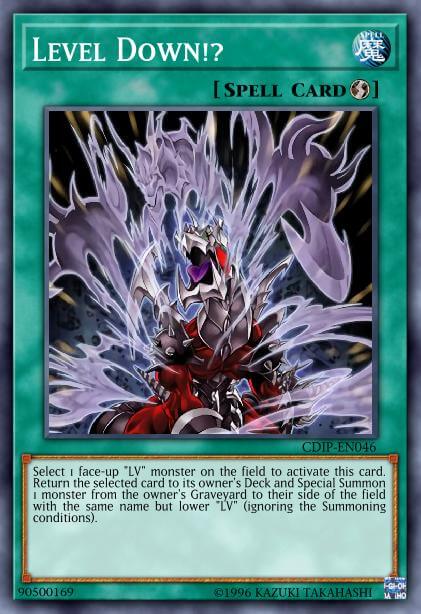 LEVEL DOWN!?
SPELL
魔
[SPELL CARD]
CDIP-EN046
Select 1 face-up "LV" monster on the field to activate this card.
Return the selected card to its owner's Deck and Special Summon
1 monster from the owner's Graveyard to their side of the field
with the same name but lower "LV" (ignoring the Summoning
conditions).
90500169
©1996 KAZUKI TAKAHASHI